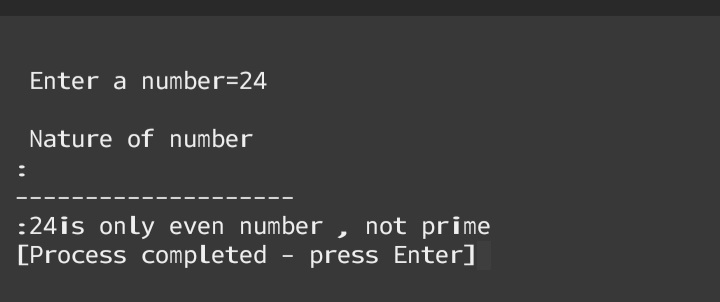 Enter a number=24
Nature of number
:
--------------------
:24is only even number , not prime
[Process completed - press Enter]